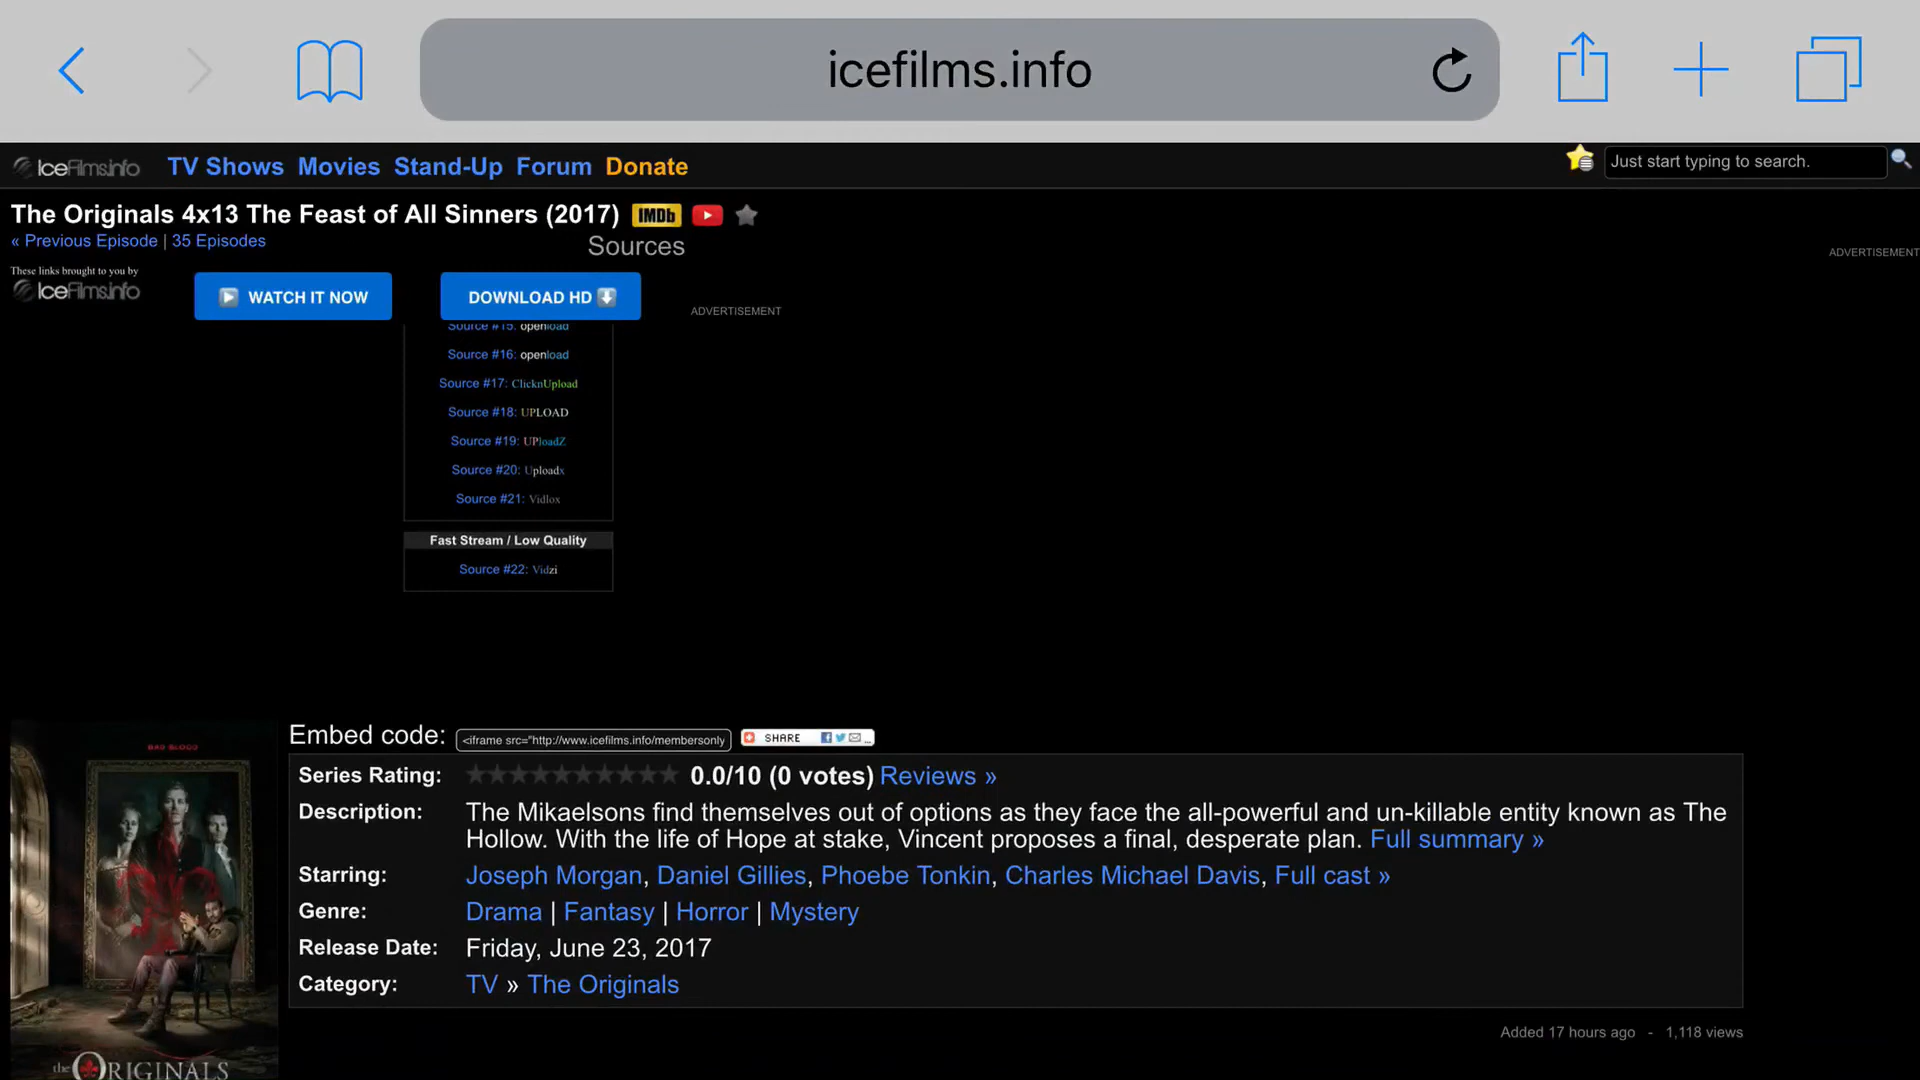 icefilms.info
IceFilms.info TV Shows Movies Stand-Up Forum Donate
Just start typing to search.
The Originals 4x13 The Feast of All Sinners (2017) IMDb
« Previous Episode | 35 Episodes
Sources
ADVERTISEMENT
These links brought to you by
IceFilms.info
WATCH IT NOW
DOWNLOAD HD
ADVERTISEMENT
Source #15: openload
Source #16: openload
Source #17: ClicknUpload
Source #18: UPLOAD
Source #19: UPloadZ
Source #20: Uploadx
Source #21: Vidlox
Fast Stream / Low Quality
Source #22: Vidzi
Embed code: <iframe src="http://www.icefilms.info/membersonly
SHARE ...
Series Rating: 0.0/10 (0 votes) Reviews »
Description: The Mikaelsons find themselves out of options as they face the all-powerful and un-killable entity known as The
Hollow. With the life of Hope at stake, Vincent proposes a final, desperate plan. Full summary »
Starring: Joseph Morgan, Daniel Gillies, Phoebe Tonkin, Charles Michael Davis, Full cast »
Genre: Drama | Fantasy | Horror | Mystery
Release Date: Friday, June 23, 2017
Category: TV » The Originals
Added 17 hours ago - 1,118 views
BAD BLOOD
the ORIGINALS